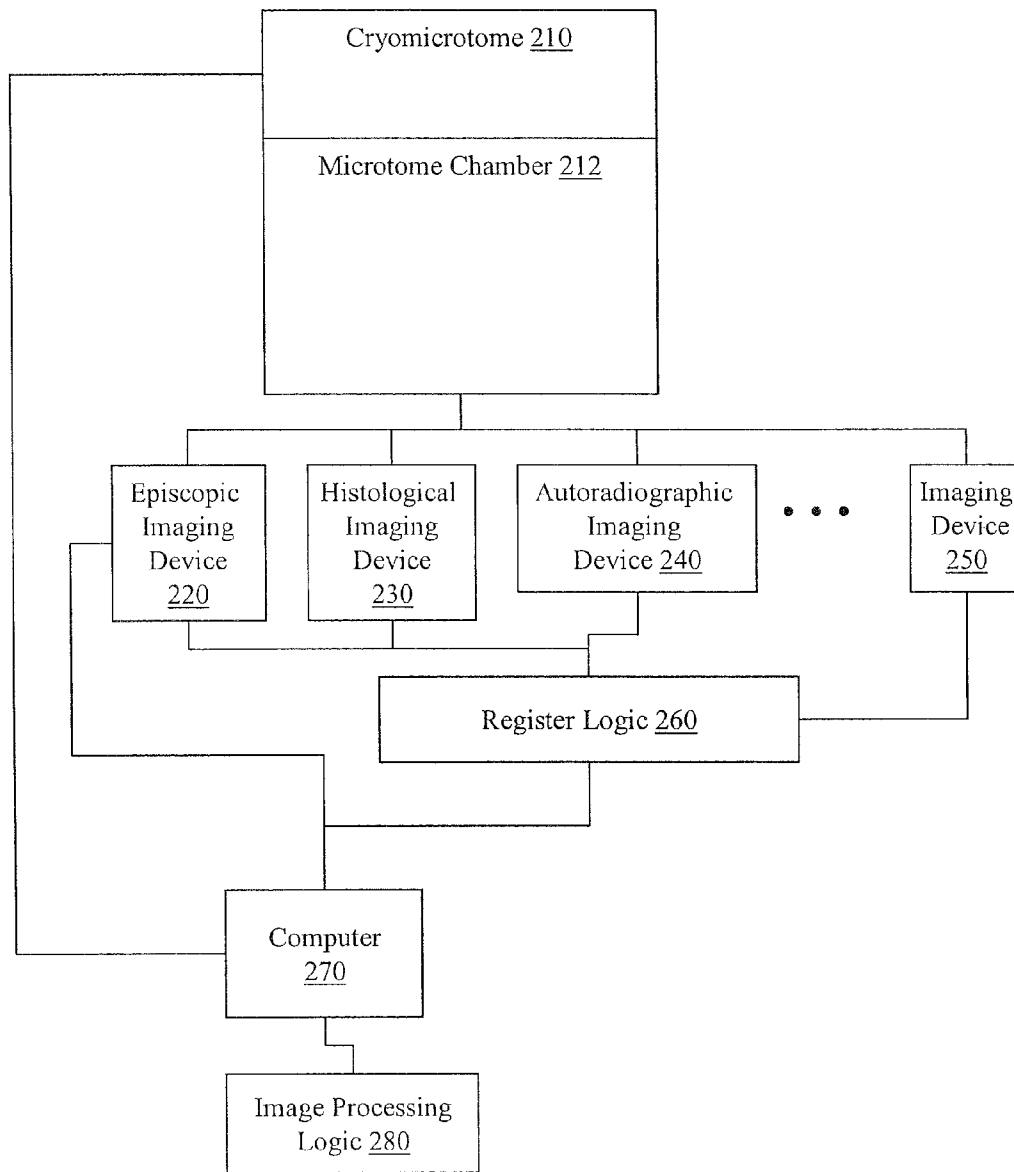 Cryomicrotome 210
Microtome Chamber 212
Episcopic
Imaging
Device
220
Histological
Imaging
Device
230
Autoradiographic
Imaging
Device 240
Imaging
Device
250
Register Logic 260
Computer
270
Image Processing
Logic 280